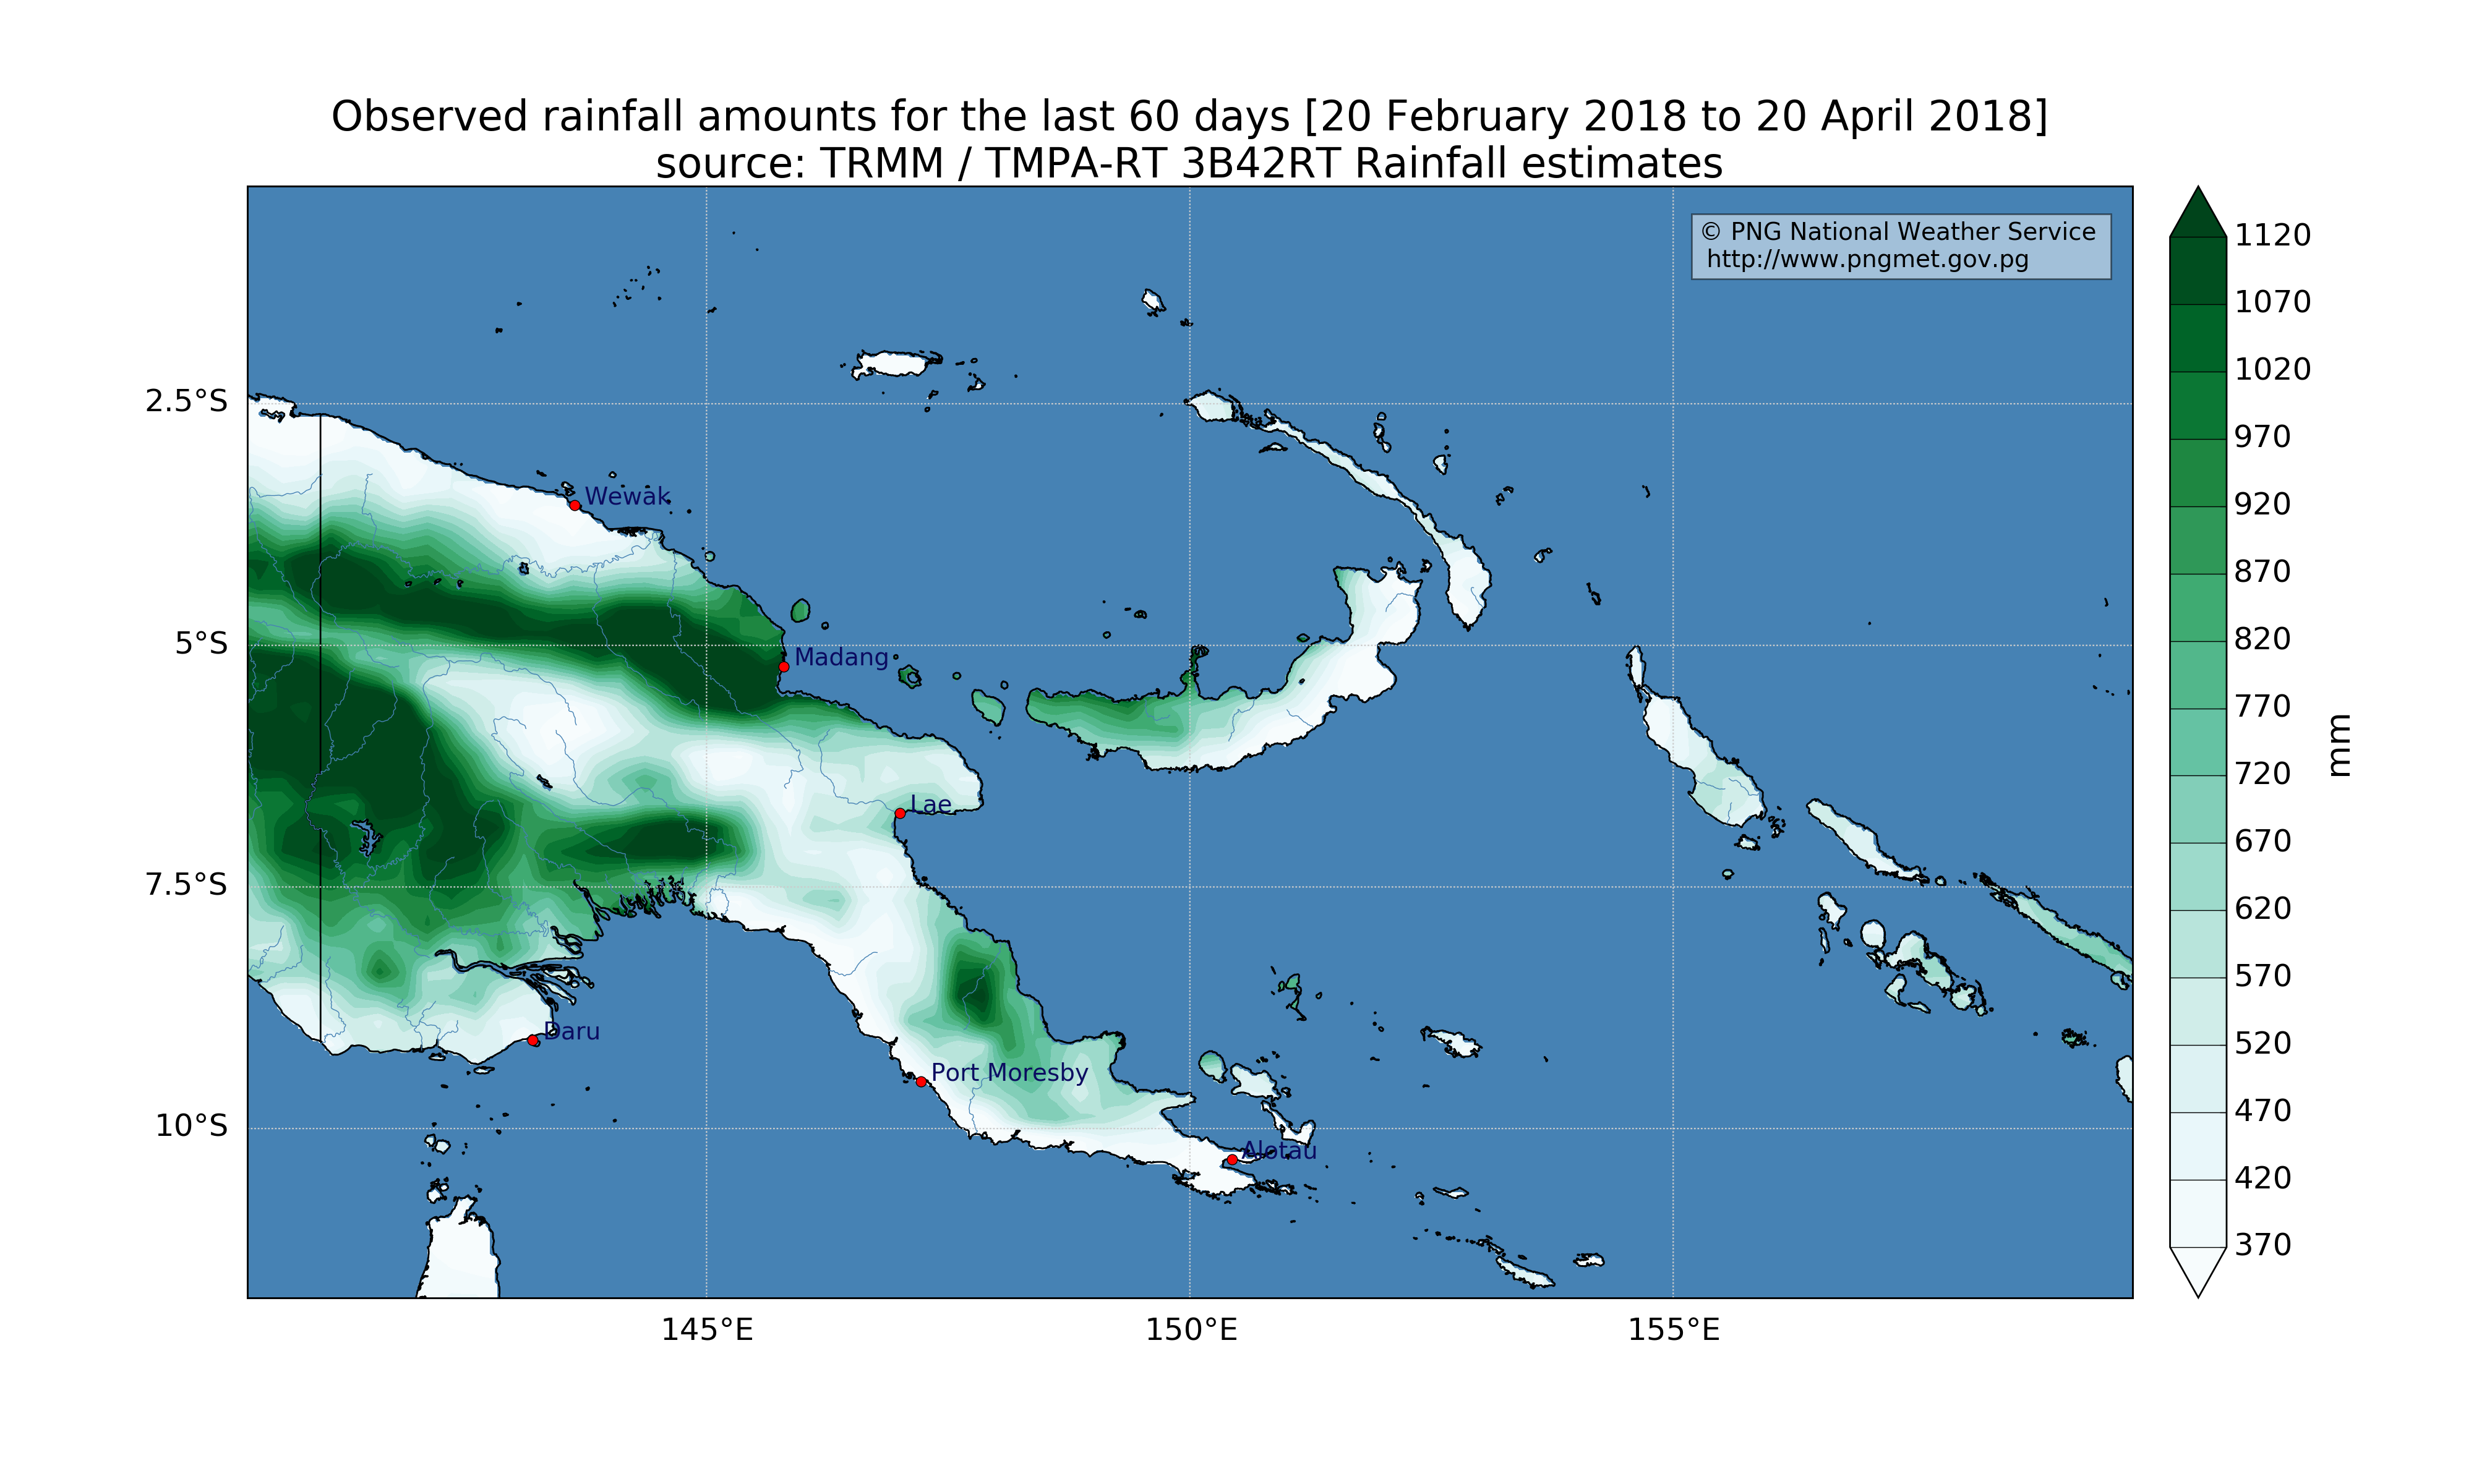 Observed rainfall amounts for the last 60 days [20 February 2018 to 20 April 2018]
source: TRMM / TMPA-RT 3B42RT Rainfall estimates
© PNG National Weather Service
http://www.pngmet.gov.pg
2.5°S
5°S
7.5°S
10°S
Wewak
Madang
Lae
Daru
Port Moresby
Alotau
145°E
150°E
155°E
1120
1070
1020
970
920
870
820
770
720
670
620
570
520
470
420
370
mm